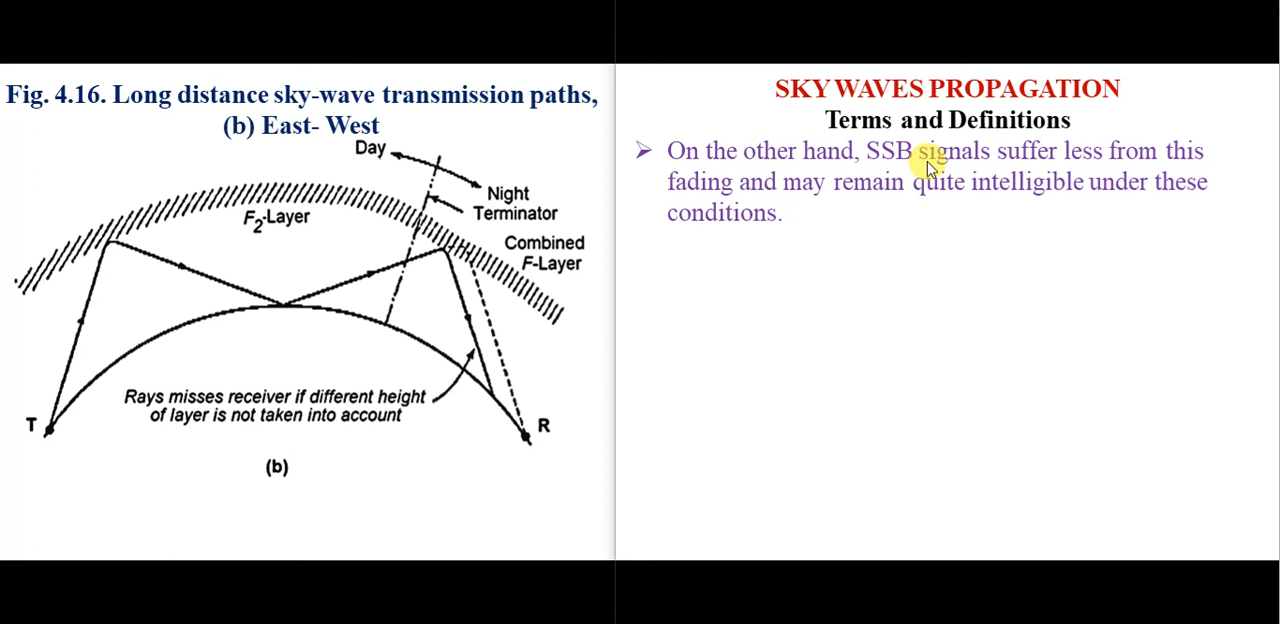 Fig. 4.16. Long distance sky-wave transmission paths,
(b) East- West
Day
Night
Terminator
F2-Layer
Combined
F-Layer
Rays misses receiver if different height
of layer is not taken into account
T
R
(b)
SKY WAVES PROPAGATION
Terms and Definitions
➢ On the other hand, SSB signals suffer less from this
fading and may remain quite intelligible under these
conditions.